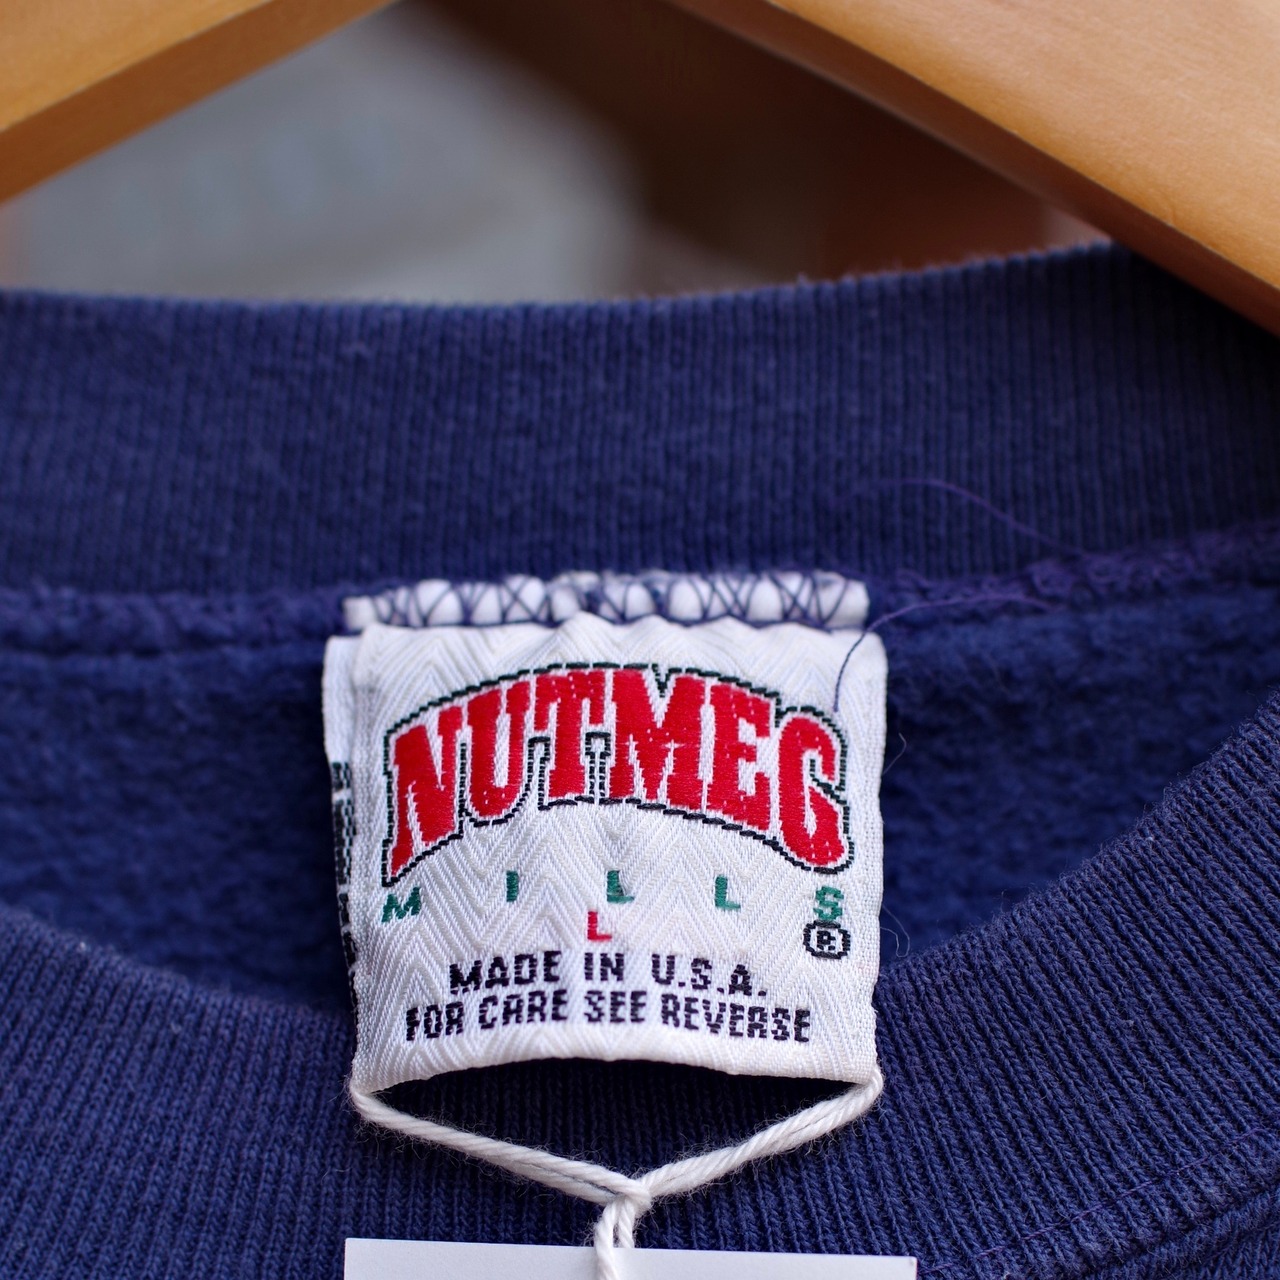 NUTMEG
MILLS
®
L
MADE IN U.S.A.
FOR CARE SEE REVERSE